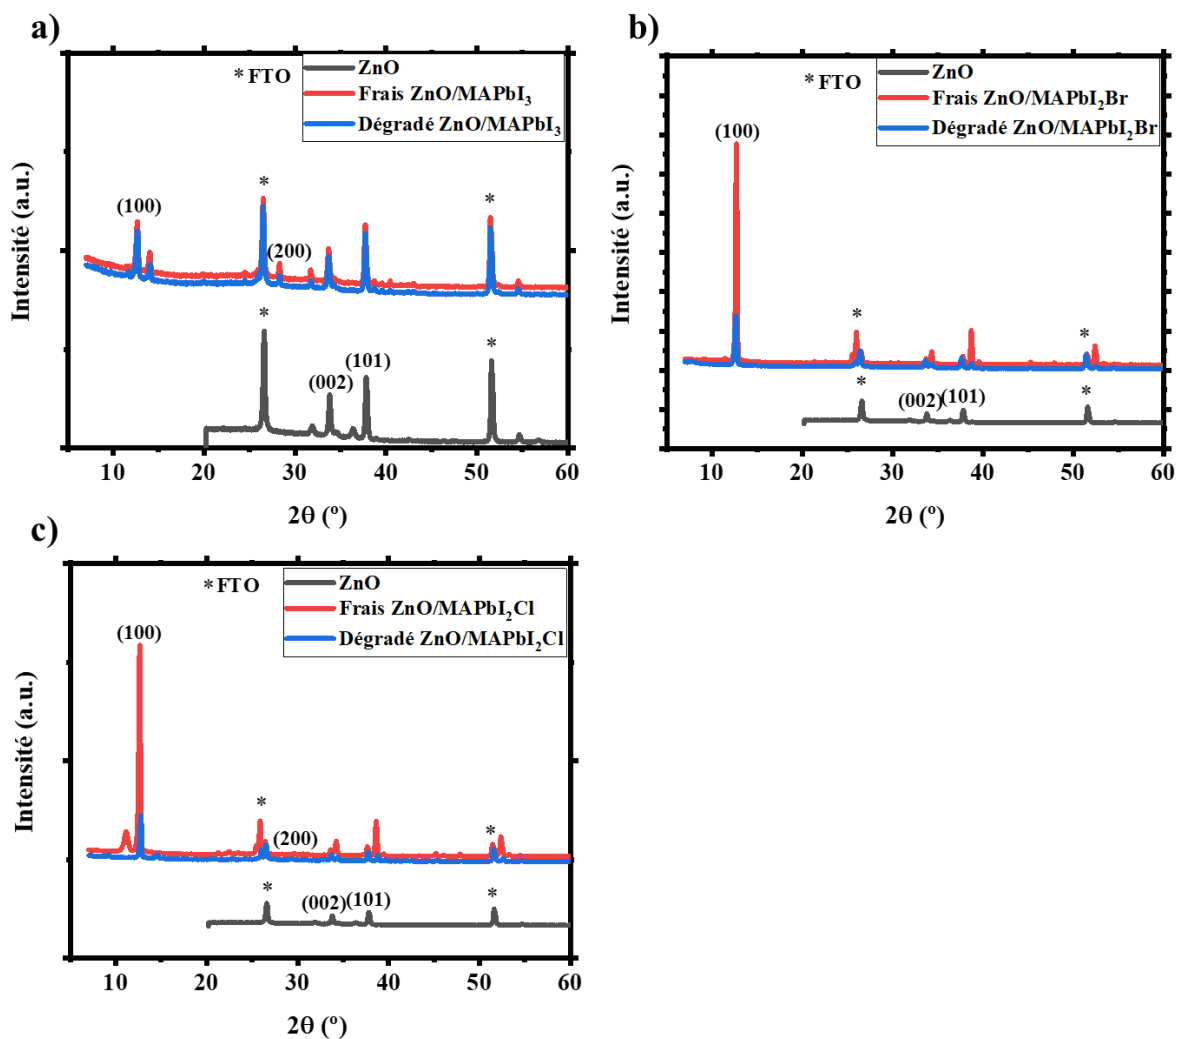 a)
* FTO
ZnO
Frais ZnO/MAPbI₃
Dégradé ZnO/MAPbI₃
(100)
*
(200)
*
*
(002)
(101)
*
Intensité (a.u.)
10 20 30 40 50 60
2θ (º)
b)
* FTO
ZnO
Frais ZnO/MAPbI₂Br
Dégradé ZnO/MAPbI₂Br
(100)
*
*
*
(002)
(101)
*
Intensité (a.u.)
10 20 30 40 50 60
2θ (º)
c)
* FTO
ZnO
Frais ZnO/MAPbI₂Cl
Dégradé ZnO/MAPbI₂Cl
(100)
*
(200)
*
*
(002)
(101)
*
Intensité (a.u.)
10 20 30 40 50 60
2θ (º)